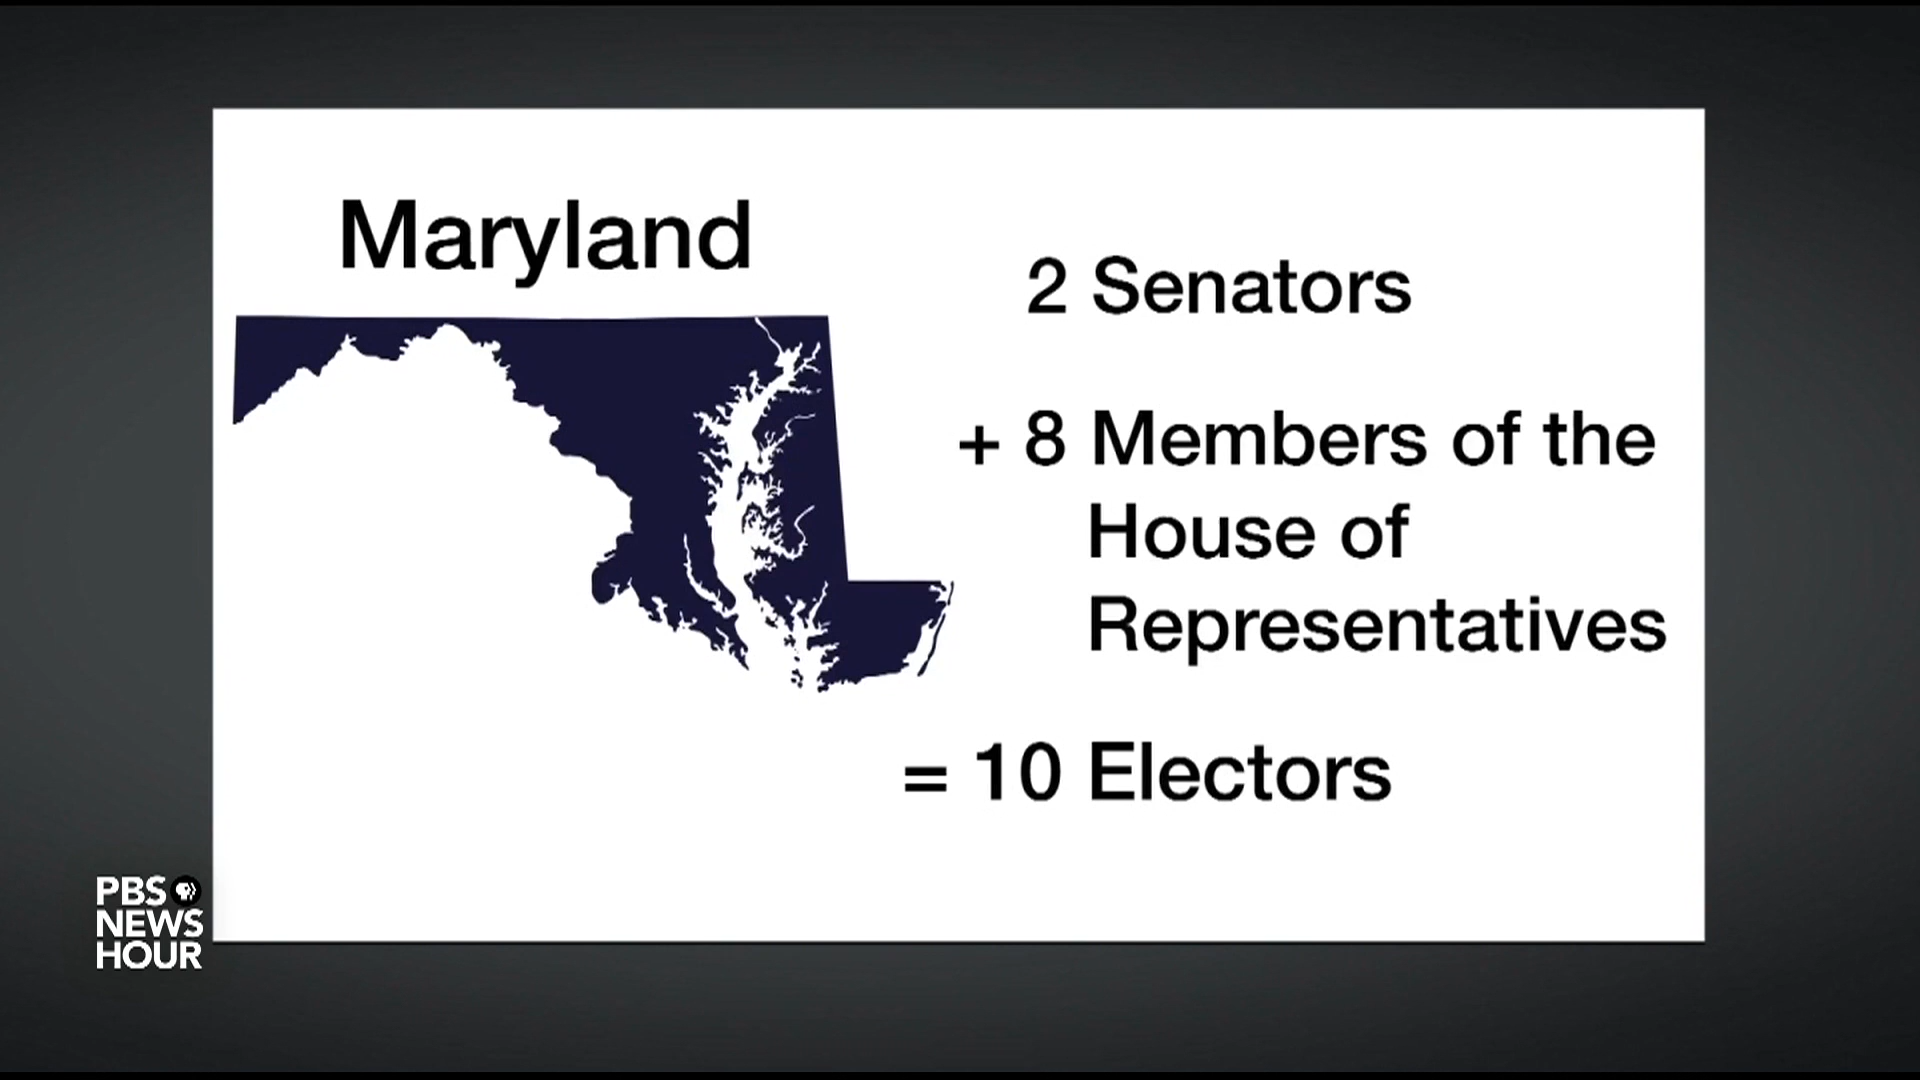 Maryland
2 Senators
+ 8 Members of the
House of
Representatives
= 10 Electors
PBS
NEWS
HOUR